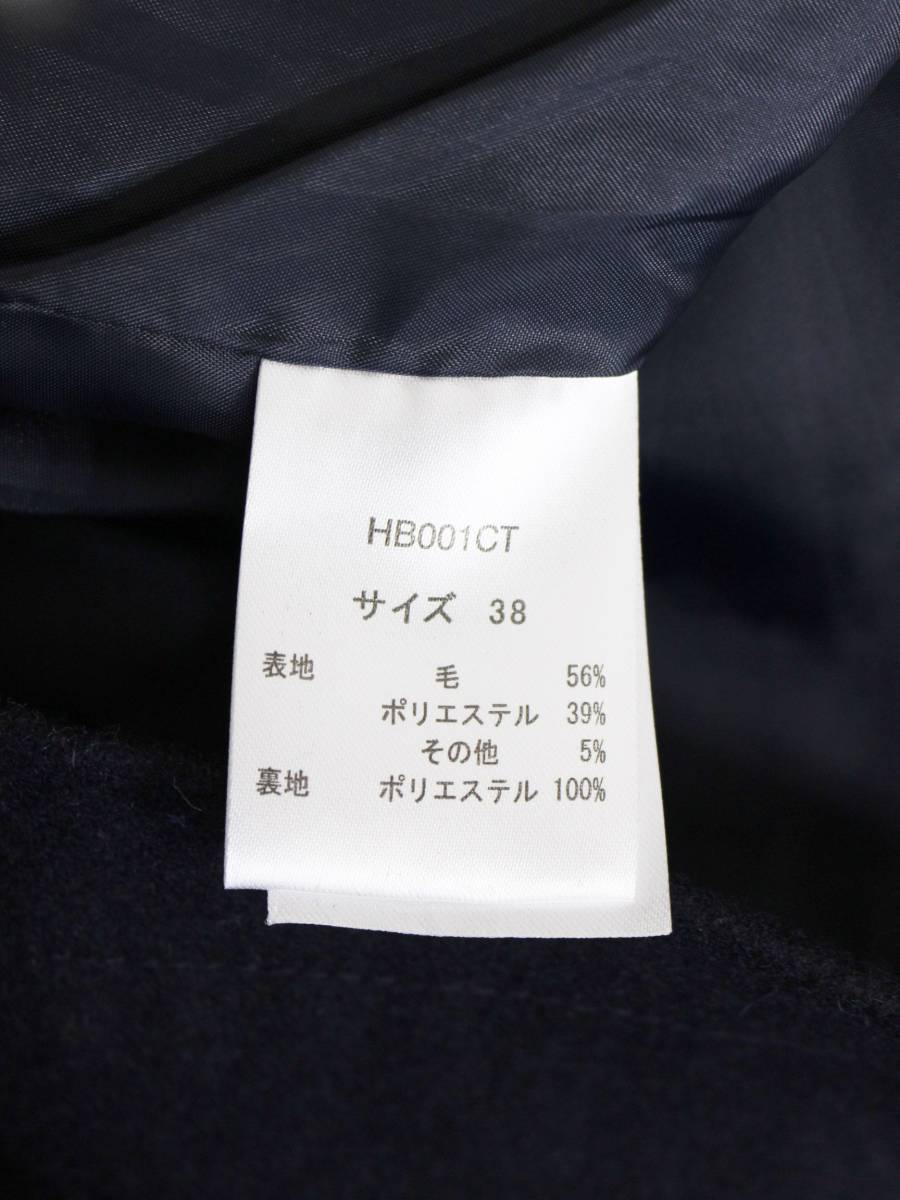 HB001CT
サイズ 38
表地 毛 56%
ポリエステル 39%
その他 5%
裏地 ポリエステル 100%